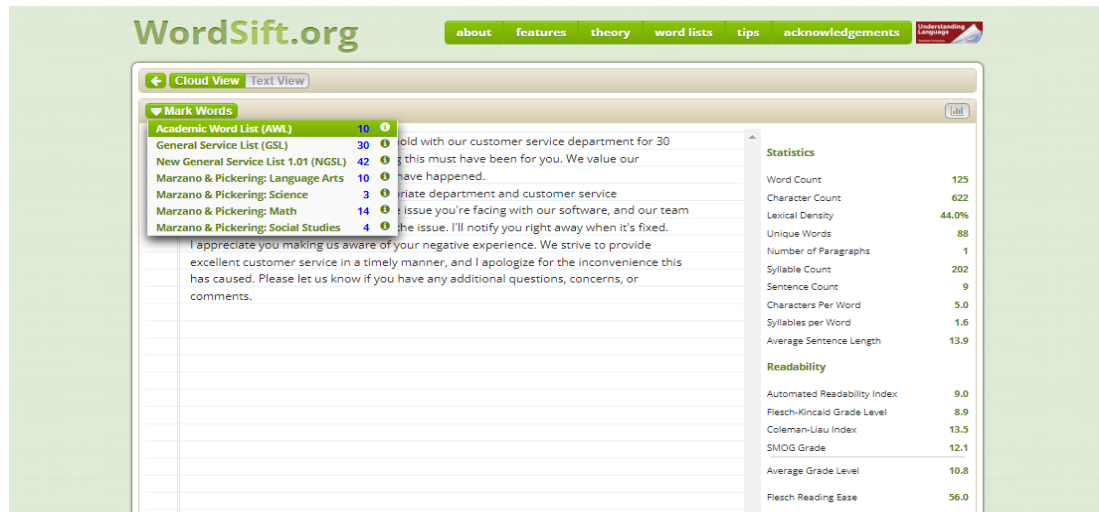 WordSift.org
about features theory word lists tips acknowledgements
Understanding Language
Cloud View Text View
Mark Words
Academic Word List (AWL) 10
General Service List (GSL) 30
New General Service List 1.01 (NGSL) 42
Marzano & Pickering: Language Arts 10
Marzano & Pickering: Science 3
Marzano & Pickering: Math 14
Marzano & Pickering: Social Studies 4
old with our customer service department for 30
this must have been for you. We value our
have happened.
priate department and customer service
issue you're facing with our software, and our team
the issue. I'll notify you right away when it's fixed.
I appreciate you making us aware of your negative experience. We strive to provide
excellent customer service in a timely manner, and I apologize for the inconvenience this
has caused. Please let us know if you have any additional questions, concerns, or
comments.
Statistics
Word Count 125
Character Count 622
Lexical Density 44.0%
Unique Words 88
Number of Paragraphs 1
Syllable Count 202
Sentence Count 9
Characters Per Word 5.0
Syllables per Word 1.6
Average Sentence Length 13.9
Readability
Automated Readability Index 9.0
Flesch-Kincaid Grade Level 8.9
Coleman-Liau Index 13.5
SMOG Grade 12.1
Average Grade Level 10.8
Flesch Reading Ease 56.0